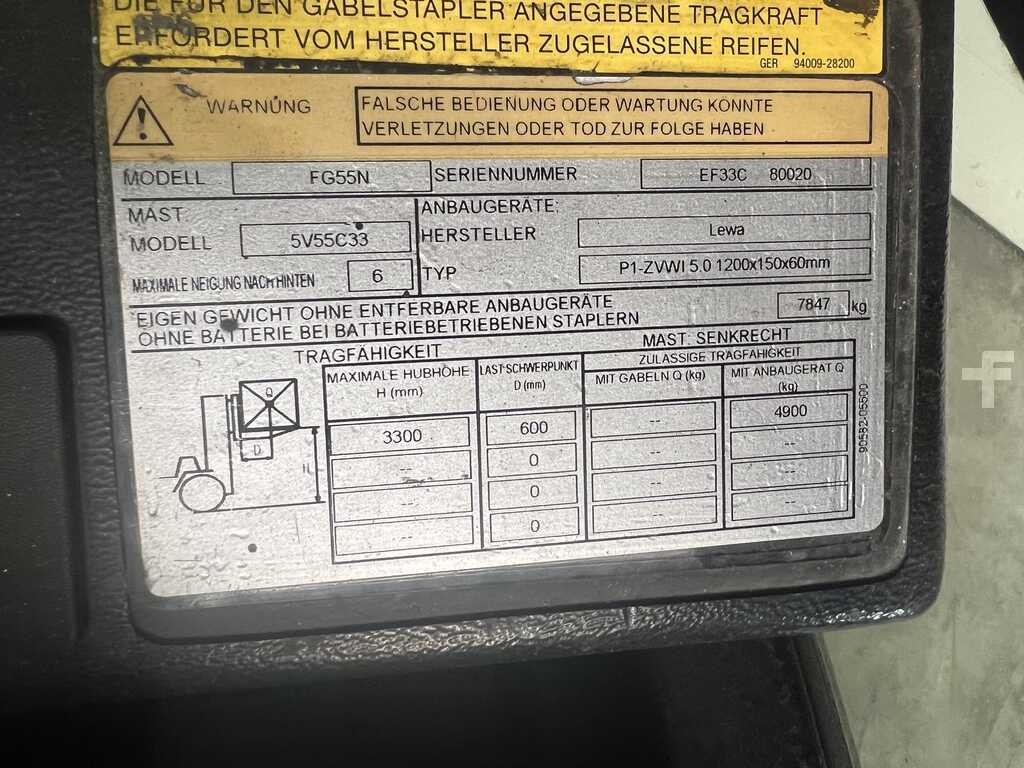 DIE FÜR DEN GABELSTAPLER ANGEGEBENE TRAGKRAFT
ERFORDERT VOM HERSTELLER ZUGELASSENE REIFEN.
GER 94009-28200
WARNUNG
FALSCHE BEDIENUNG ODER WARTUNG KÖNNTE
VERLETZUNGEN ODER TOD ZUR FOLGE HABEN
MODELL FG55N SERIENNUMMER EF33C 80020
MAST.
MODELL 5V55C33
MAXIMALE NEIGUNG NACH HINTEN 6
ANBAUGERÄTE:
HERSTELLER Lewa
TYP P1-ZVWI 5.0 1200x150x60mm
EIGEN GEWICHT OHNE ENTFERBARE ANBAUGERÄTE
OHNE BATTERIE BEI BATTERIEBETRIEBENEN STAPLERN
7847 kg
TRAGFÄHIGKEIT
MAST. SENKRECHT
ZULÄSSIGE TRAGFÄHIGKEIT
MAXIMALE HUBHÖHE
H (mm)
LAST-SCHWERPUNKT
D (mm)
MIT GABELN Q (kg)
MIT ANBAUGERÄT Q
(kg)
3300 600 -- 4900
-- 0 -- --
-- 0 -- --
-- 0 -- --
Q
D
H
90582-05800